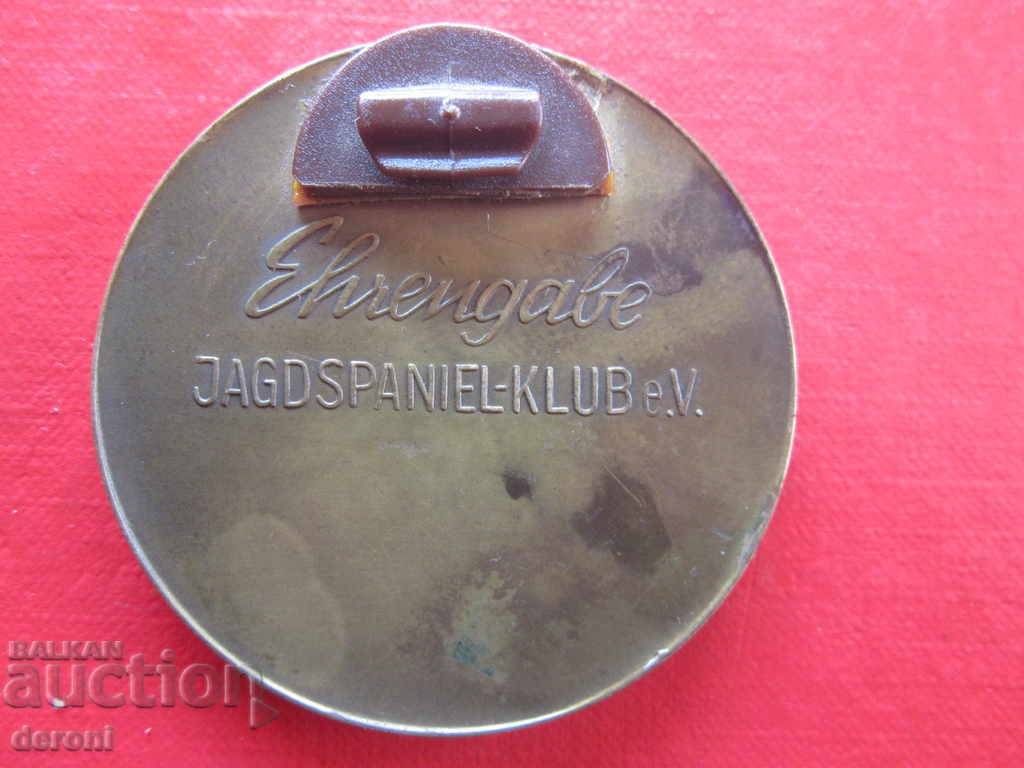 Ehrengabe
JAGDSPANIEL-KLUB e.V.
BALKAN
auction
deroni